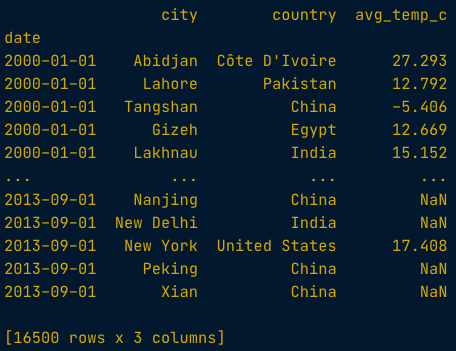 city country avg_temp_c
date
2000-01-01 Abidjan Côte D'Ivoire 27.293
2000-01-01 Lahore Pakistan 12.792
2000-01-01 Tangshan China -5.406
2000-01-01 Gizeh Egypt 12.669
2000-01-01 Lakhnau India 15.152
... ... ... ...
2013-09-01 Nanjing China NaN
2013-09-01 New Delhi India NaN
2013-09-01 New York United States 17.408
2013-09-01 Peking China NaN
2013-09-01 Xian China NaN
[16500 rows x 3 columns]